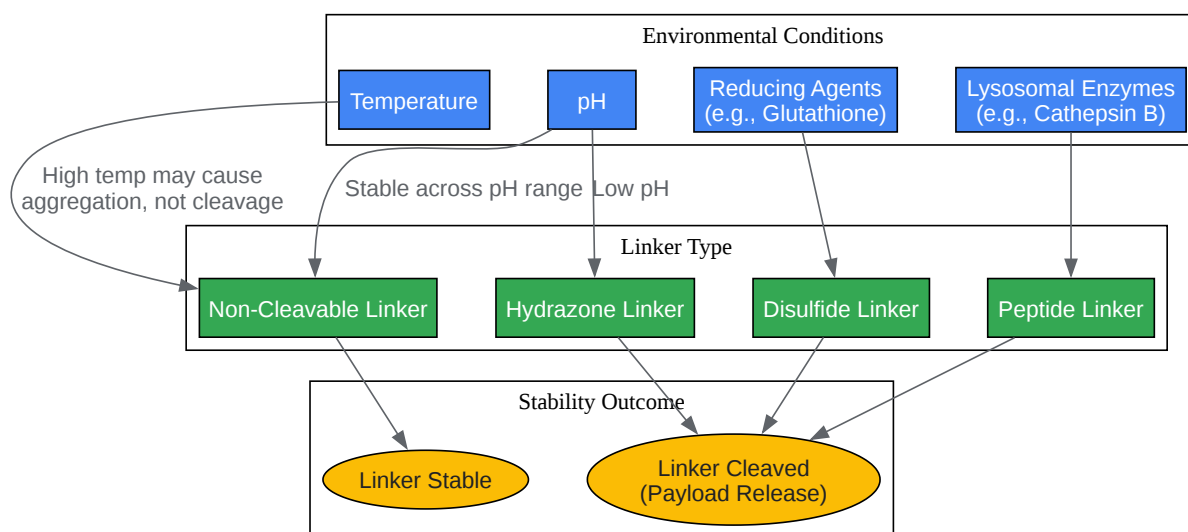 Environmental Conditions
Temperature
pH
Reducing Agents
(e.g., Glutathione)
Lysosomal Enzymes
(e.g., Cathepsin B)
High temp may cause
aggregation, not cleavage
Stable across pH range
Low pH
Linker Type
Non-Cleavable Linker
Hydrazone Linker
Disulfide Linker
Peptide Linker
Stability Outcome
Linker Stable
Linker Cleaved
(Payload Release)